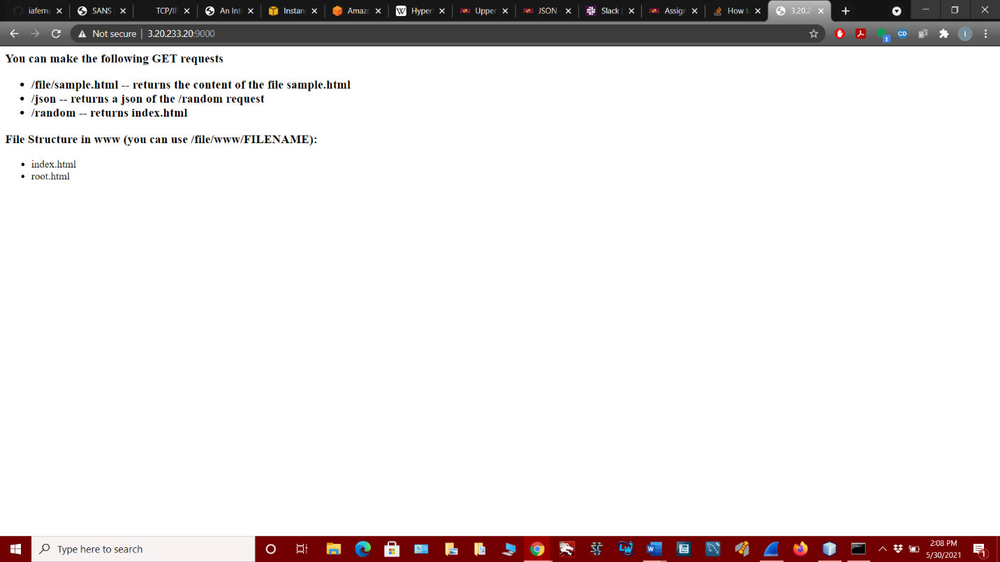 iafern
SANS
TCP/IP
An Int
Instan
Amazo
Hyper
Upper
JSON
Slack
Assign
How t
3.20.2
Not secure
3.20.233.20:9000
CD
I
1
You can make the following GET requests
/file/sample.html -- returns the content of the file sample.html
/json -- returns a json of the /random request
/random -- returns index.html
File Structure in www (you can use /file/www/FILENAME):
index.html
root.html
Type here to search
2:08 PM
5/30/2021
1